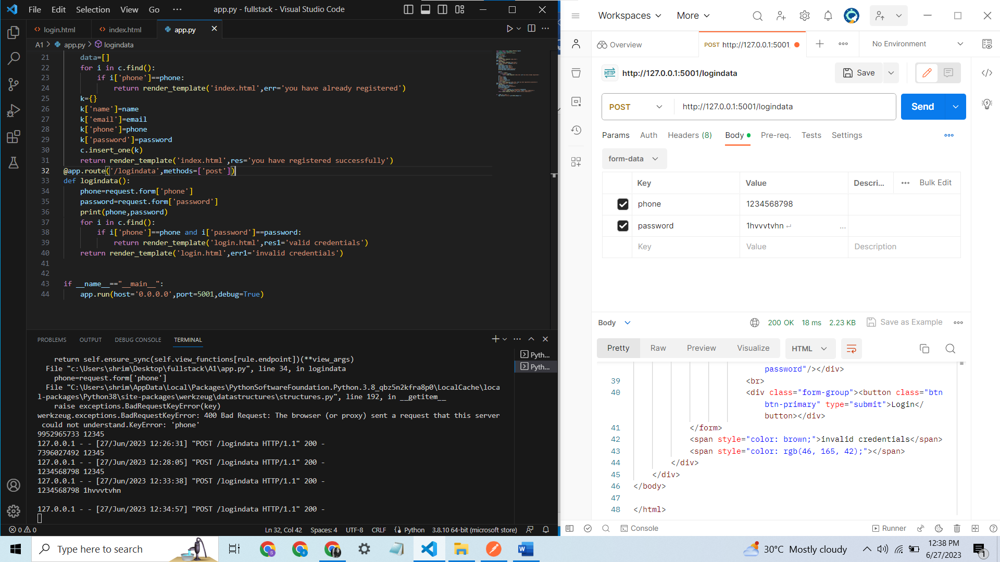 File Edit Selection View Go ··· app.py - fullstack - Visual Studio Code
login.html index.html app.py
A1 > app.py > logindata
21 data=[]
22 for i in c.find():
23 if i['phone']==phone:
24 return render_template('index.html',err='you have already registered')
25 k={}
26 k['name']=name
27 k['email']=email
28 k['phone']=phone
29 k['password']=password
30 c.insert_one(k)
31 return render_template('index.html',res='you have registered successfully')
32 @app.route('/logindata',methods=['post'])
33 def logindata():
34 phone=request.form['phone']
35 password=request.form['password']
36 print(phone,password)
37 for i in c.find():
38 if i['phone']==phone and i['password']==password:
39 return render_template('login.html',res1='valid credentials')
40 return render_template('login.html',err1='invalid credentials')
41
42
43 if __name__=="__main__":
44 app.run(host='0.0.0.0',port=5001,debug=True)
PROBLEMS OUTPUT DEBUG CONSOLE TERMINAL
Pyth...
Pyth...
return self.ensure_sync(self.view_functions[rule.endpoint])(**view_args)
File "c:\Users\shrim\Desktop\fullstack\A1\app.py", line 34, in logindata
phone=request.form['phone']
File "C:\Users\shrim\AppData\Local\Packages\PythonSoftwareFoundation.Python.3.8_qbz5n2kfra8p0\LocalCache\loca
l-packages\Python38\site-packages\werkzeug\datastructures\structures.py", line 192, in __getitem__
raise exceptions.BadRequestKeyError(key)
werkzeug.exceptions.BadRequestKeyError: 400 Bad Request: The browser (or proxy) sent a request that this server
could not understand.KeyError: 'phone'
9952965733 12345
127.0.0.1 - - [27/Jun/2023 12:26:31] "POST /logindata HTTP/1.1" 200 -
7396027492 12345
127.0.0.1 - - [27/Jun/2023 12:28:05] "POST /logindata HTTP/1.1" 200 -
1234568798 12345
127.0.0.1 - - [27/Jun/2023 12:33:38] "POST /logindata HTTP/1.1" 200 -
1234568798 1hvvvtvhn
127.0.0.1 - - [27/Jun/2023 12:34:57] "POST /logindata HTTP/1.1" 200 -
0 0 Ln 32, Col 42 Spaces: 4 UTF-8 CRLF Python 3.8.10 64-bit (microsoft store)
Workspaces More
Overview POST http://127.0.0.1:5001, No Environment
HTTP http://127.0.0.1:5001/logindata Save
POST http://127.0.0.1:5001/logindata Send
Params Auth Headers (8) Body Pre-req. Tests Settings
form-data
Key Value Descri... Bulk Edit
phone 1234568798
password 1hvvvtvhn ↵ ...
Key Value Description
Body 200 OK 18 ms 2.23 KB Save as Example
Pretty Raw Preview Visualize HTML
password"/></div>
39 <br>
40 <div class="form-group"><button class="btn
btn-primary" type="submit">Login</
button></div>
41 </form>
42 <span style="color: brown;">invalid credentials</span>
43 <span style="color: rgb(46, 165, 42);"></span>
44 </div>
45 </div>
46 </body>
47
48 </html>
Console Runner
Type here to search 30°C Mostly cloudy 12:38 PM
6/27/2023 1